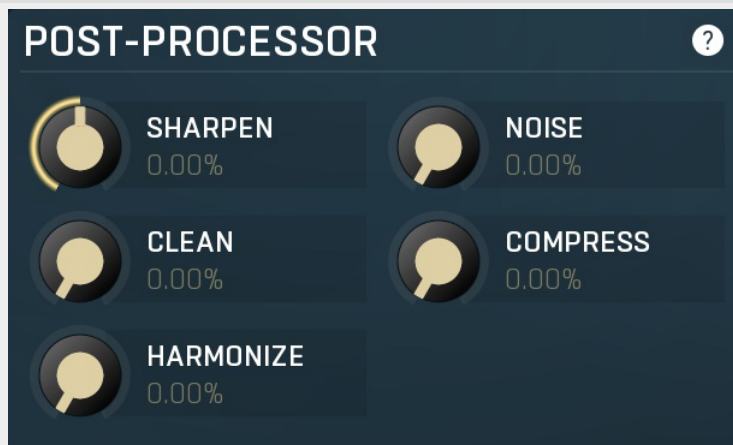 POST-PROCESSOR
?
SHARPEN
0.00%
NOISE
0.00%
CLEAN
0.00%
COMPRESS
0.00%
HARMONIZE
0.00%